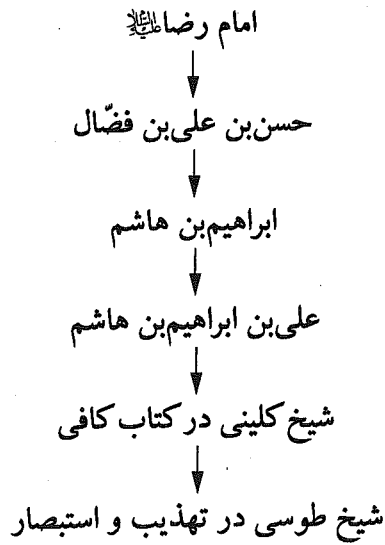 امام رضا علیه‌السلام
حسن‌بن علی‌بن فضّال
ابراهیم‌بن هاشم
علی‌بن ابراهیم‌بن هاشم
شیخ کلینی در کتاب کافی
شیخ طوسی در تهذیب و استبصار